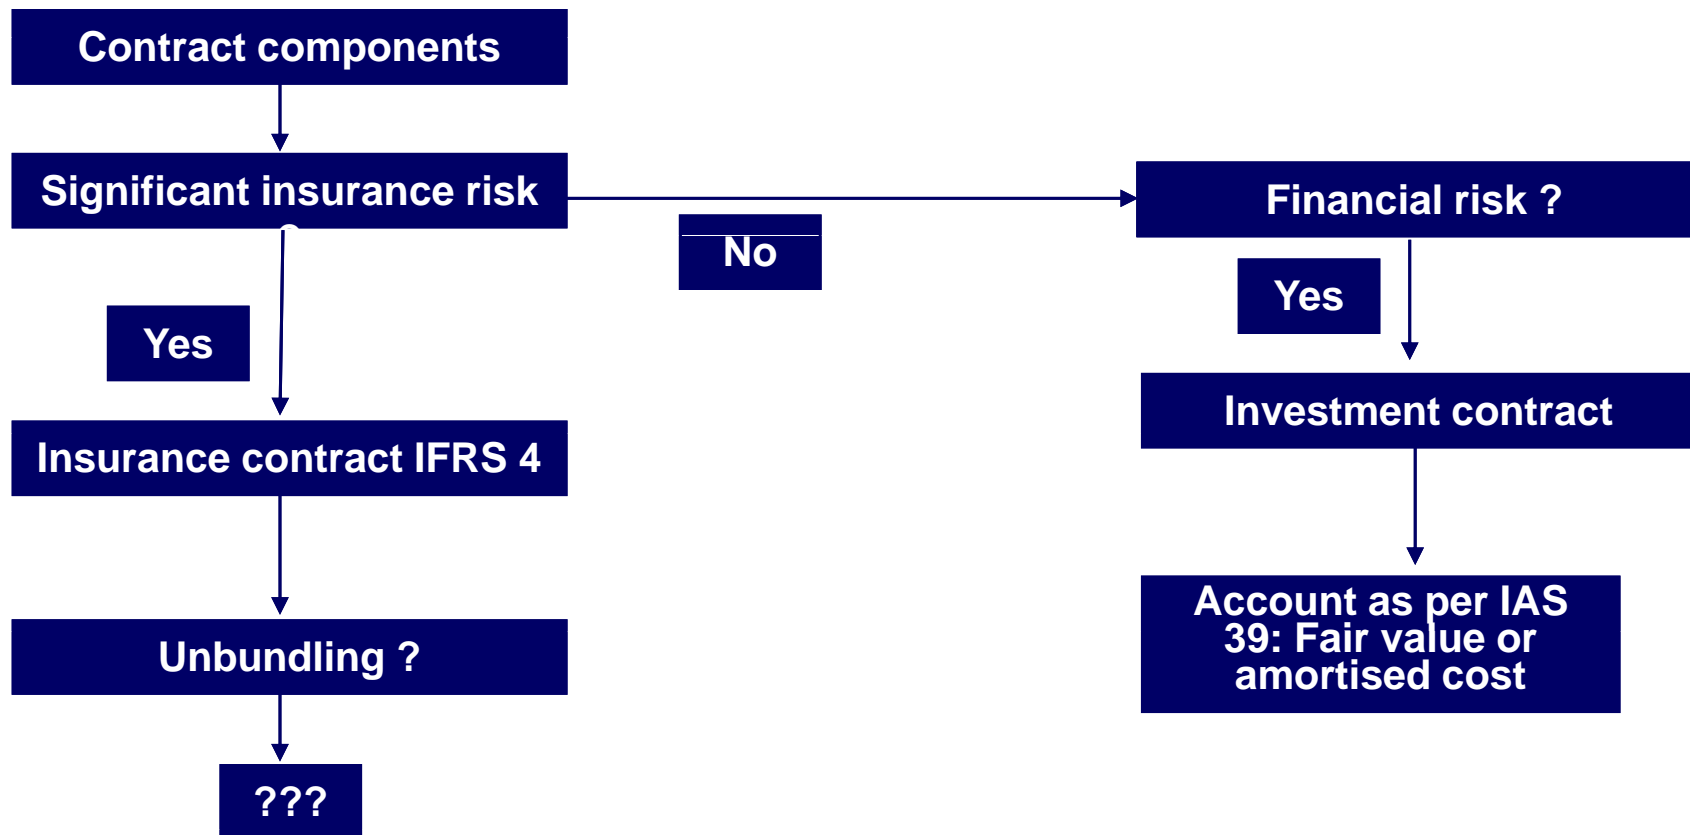 Contract components
Significant insurance risk
Financial risk ?
No
Yes
Yes
Investment contract
Insurance contract IFRS 4
Account as per IAS
39: Fair value or
amortised cost
Unbundling ?
???